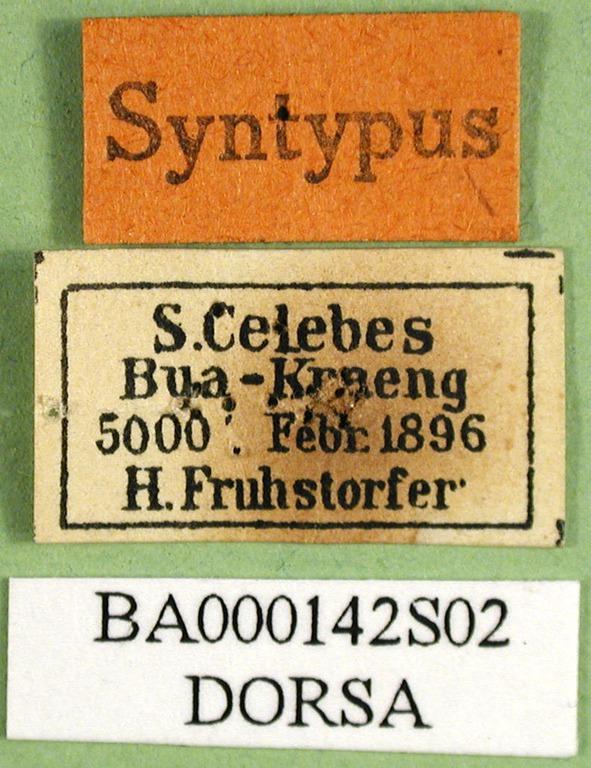 Syntypus
S.Celebes
Bua-Kraeng
5000'. Febr. 1896
H.Fruhstorfer
BA000142S02
DORSA